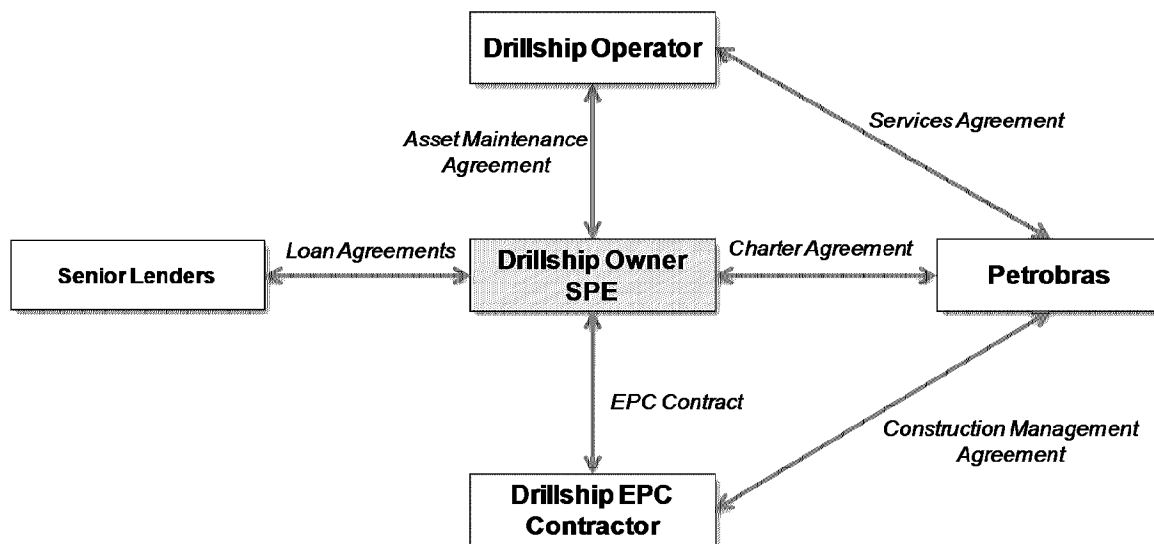 Drillship Operator
Services Agreement
Asset Maintenance
Agreement
Loan Agreements
Charter Agreement
Senior Lenders
Drillship Owner
SPE
Petrobras
EPC Contract
Construction Management
Agreement
Drillship EPC
Contractor